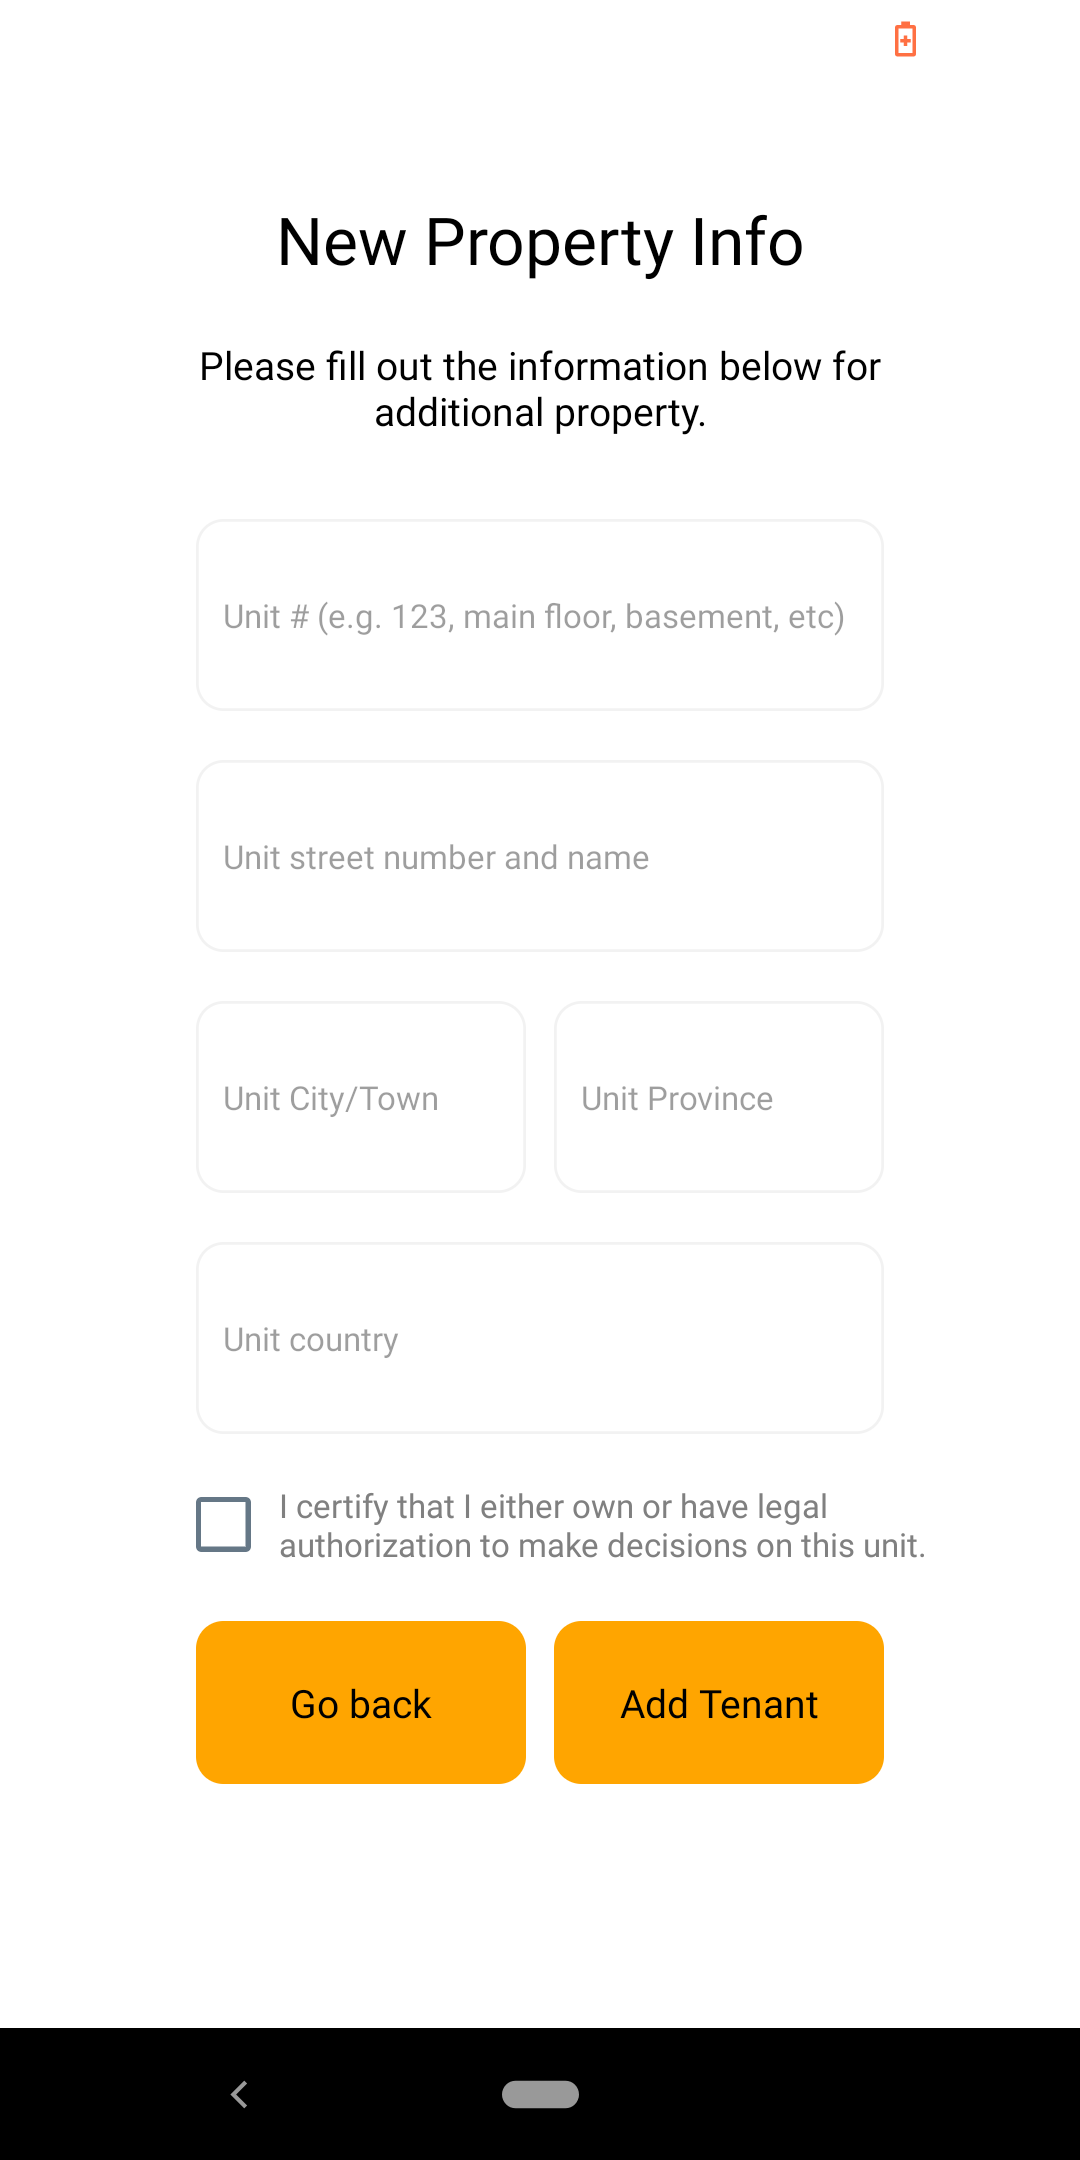 New Property Info
Please fill out the information below for
additional property.
Unit # (e.g. 123, main floor, basement, etc)
Unit street number and name
Unit City/Town
Unit Province
Unit country
I certify that I either own or have legal
authorization to make decisions on this unit.
Go back
Add Tenant